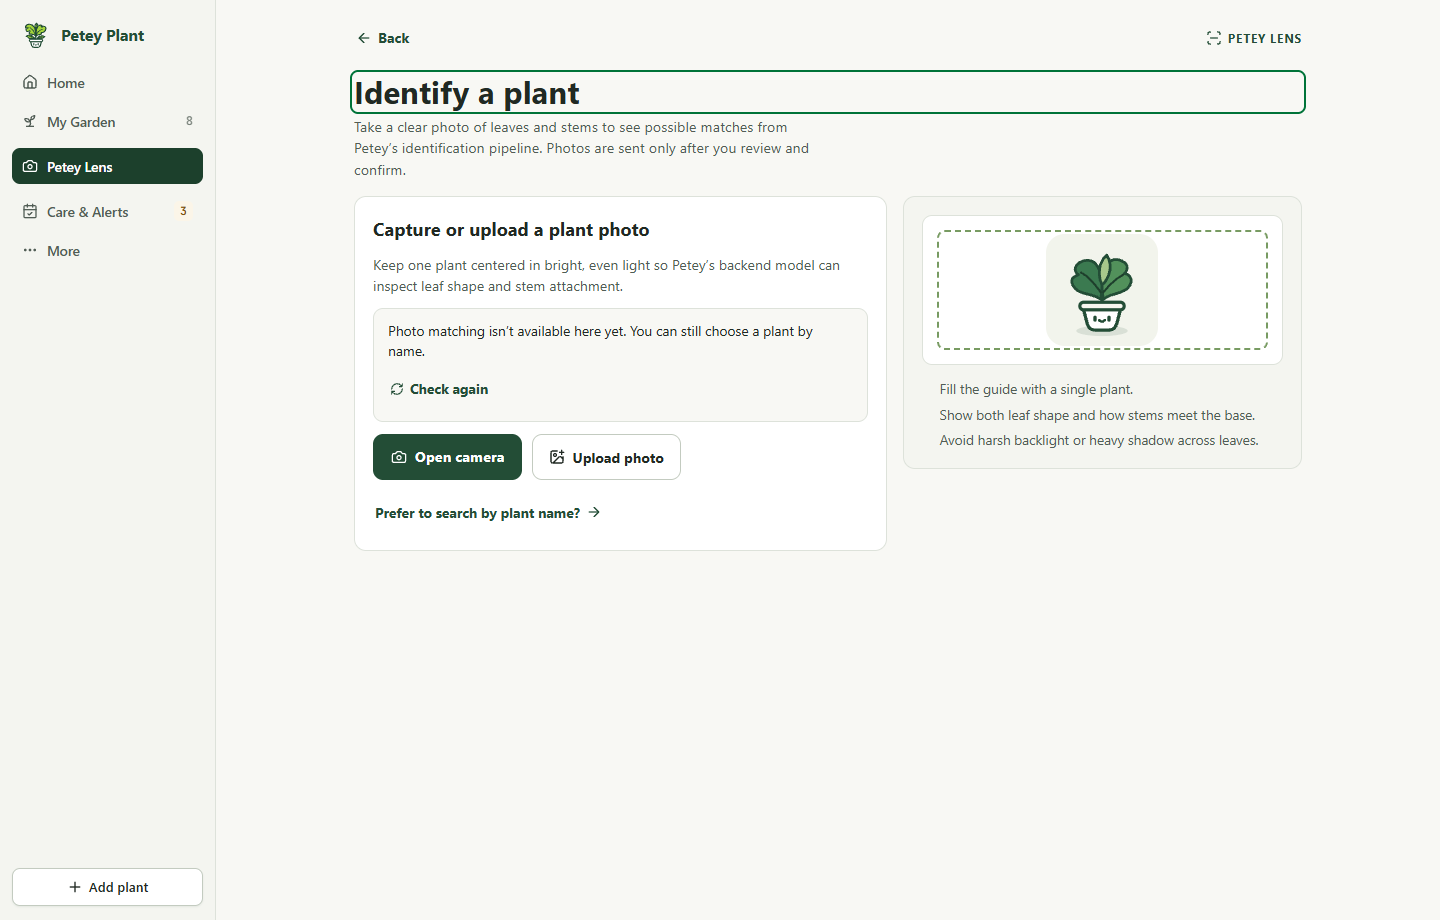 Petey Plant
Home
My Garden 8
Petey Lens
Care & Alerts 3
More
Add plant
Back
PETEY LENS
Identify a plant
Take a clear photo of leaves and stems to see possible matches from
Petey’s identification pipeline. Photos are sent only after you review and
confirm.
Capture or upload a plant photo
Keep one plant centered in bright, even light so Petey’s backend model can
inspect leaf shape and stem attachment.
Photo matching isn’t available here yet. You can still choose a plant by
name.
Check again
Open camera
Upload photo
Prefer to search by plant name?
Fill the guide with a single plant.
Show both leaf shape and how stems meet the base.
Avoid harsh backlight or heavy shadow across leaves.